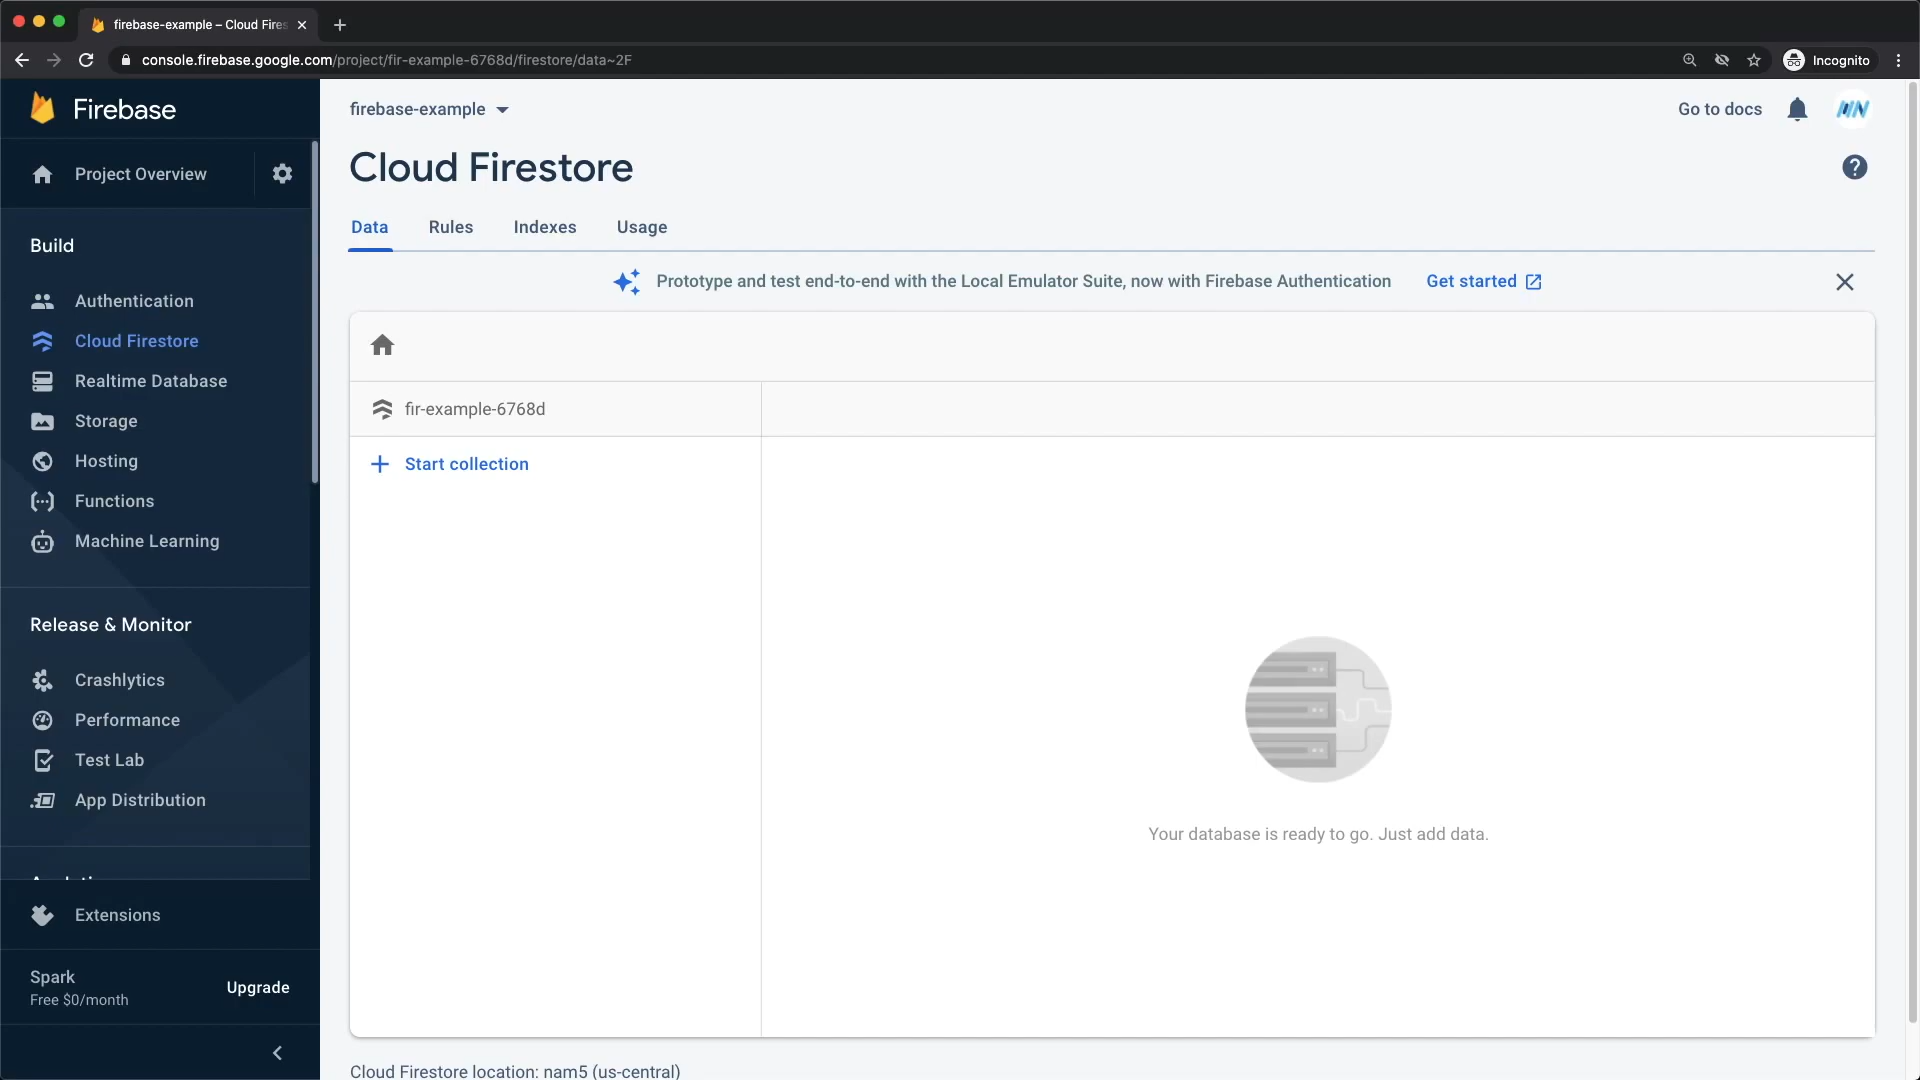 firebase-example – Cloud Fires
console.firebase.google.com/project/fir-example-6768d/firestore/data~2F
Incognito
Firebase
firebase-example
Go to docs
Project Overview
Cloud Firestore
Data
Rules
Indexes
Usage
Build
Prototype and test end-to-end with the Local Emulator Suite, now with Firebase Authentication
Get started
Authentication
Cloud Firestore
Realtime Database
Storage
Hosting
Functions
Machine Learning
fir-example-6768d
Start collection
Release & Monitor
Crashlytics
Performance
Test Lab
App Distribution
Your database is ready to go. Just add data.
Extensions
Spark
Free $0/month
Upgrade
Cloud Firestore location: nam5 (us-central)